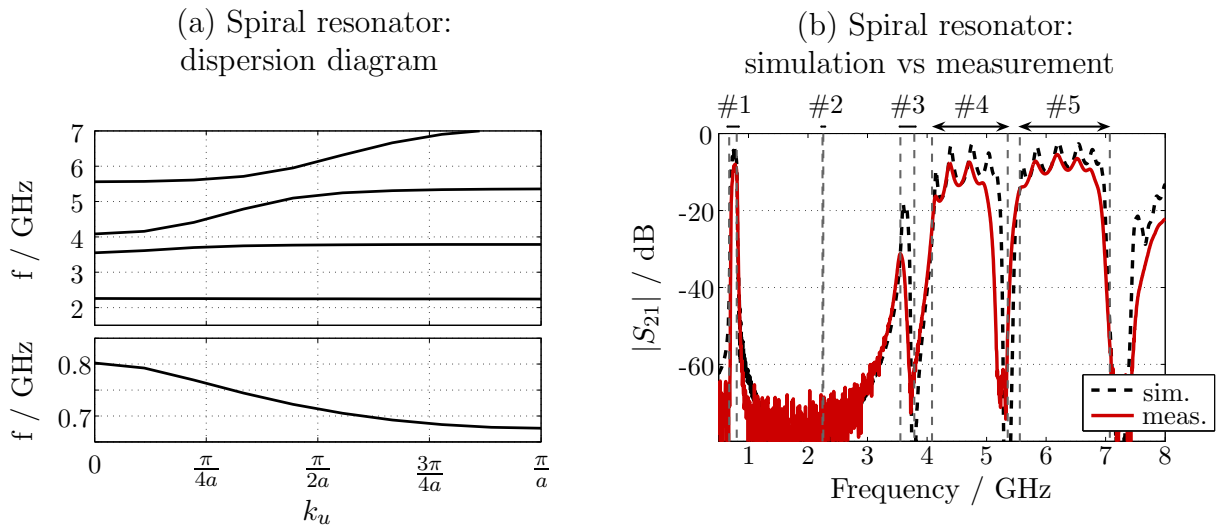 (a) Spiral resonator:
dispersion diagram
f / GHz
7
6
5
4
3
2
f / GHz
0.8
0.7
0
π/4a
π/2a
3π/4a
π/a
k_u
(b) Spiral resonator:
simulation vs measurement
#1 #2 #3 #4 #5
|S_21| / dB
0
-20
-40
-60
1 2 3 4 5 6 7 8
Frequency / GHz
sim.
meas.